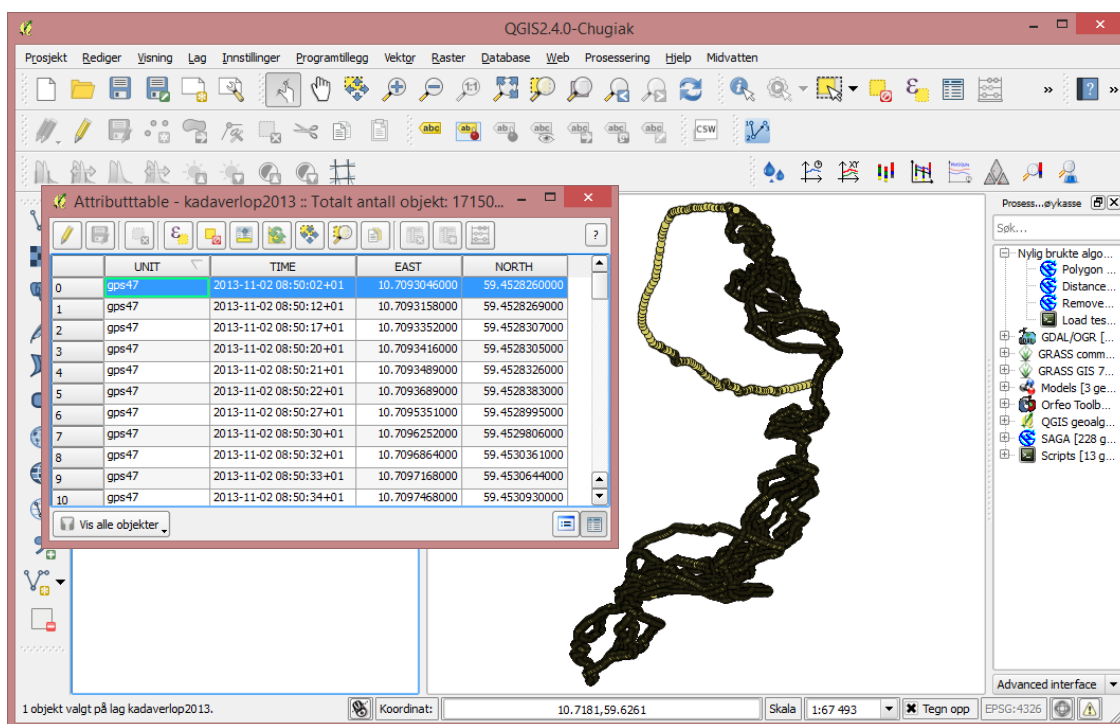 QGIS2.4.0-Chugiak
Prosjekt Rediger Visning Lag Innstillinger Programtillegg Vektor Raster Database Web Prosessering Hjelp Midvatten
1:1
ε
»
?
»
abc
abc
abc
abc
abc
abc
csw
Attributttable - kadaverlop2013 :: Totalt antall objekt: 17150...
ε
?
UNIT TIME EAST NORTH
0 gps47 2013-11-02 08:50:02+01 10.7093046000 59.4528260000
1 gps47 2013-11-02 08:50:12+01 10.7093158000 59.4528269000
2 gps47 2013-11-02 08:50:17+01 10.7093352000 59.4528307000
3 gps47 2013-11-02 08:50:20+01 10.7093416000 59.4528305000
4 gps47 2013-11-02 08:50:21+01 10.7093489000 59.4528326000
5 gps47 2013-11-02 08:50:22+01 10.7093689000 59.4528383000
6 gps47 2013-11-02 08:50:27+01 10.7095351000 59.4528995000
7 gps47 2013-11-02 08:50:30+01 10.7096252000 59.4529806000
8 gps47 2013-11-02 08:50:32+01 10.7096864000 59.4530361000
9 gps47 2013-11-02 08:50:33+01 10.7097168000 59.4530644000
10 gps47 2013-11-02 08:50:34+01 10.7097468000 59.4530930000
Vis alle objekter
Prosess...øykasse
Søk...
Nylig brukte algo...
Polygon ...
Distance...
Remove...
Load tes...
GDAL/OGR [...
GRASS comm...
GRASS GIS 7...
Models [3 ge...
Orfeo Toolb...
QGIS geoalg...
SAGA [228 g...
Scripts [13 g...
Advanced interface
1 objekt valgt på lag kadaverlop2013.
Koordinat: 10.7181,59.6261
Skala 1:67 493
Tegn opp
EPSG:4326